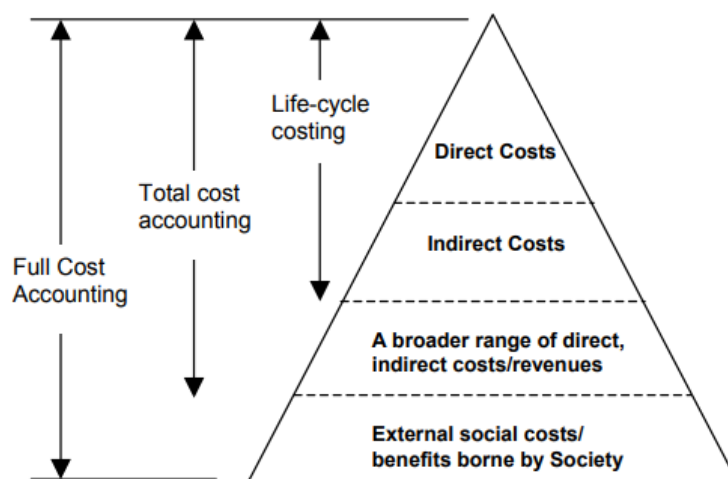 Life-cycle
costing
Direct Costs
Total cost
accounting
Indirect Costs
Full Cost
Accounting
A broader range of direct,
indirect costs/revenues
External social costs/
benefits borne by Society